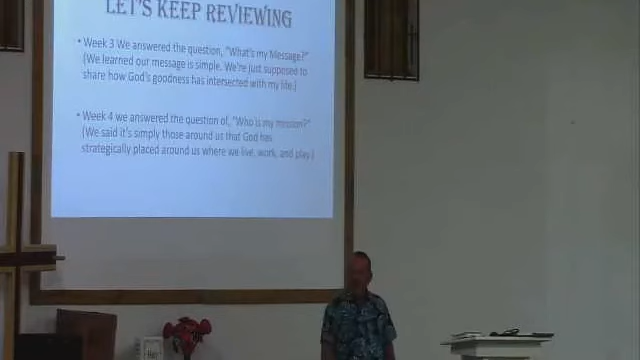 LET'S KEEP REVIEWING
• Week 3 We answered the question, "What's my Message?"
(We learned our message is simple. We're just supposed to
share how God's goodness has intersected with my life.)
• Week 4 we answered the question of, "Who is my mission?"
(We said it's simply those around us that God has
strategically placed around us where we live, work, and play.)